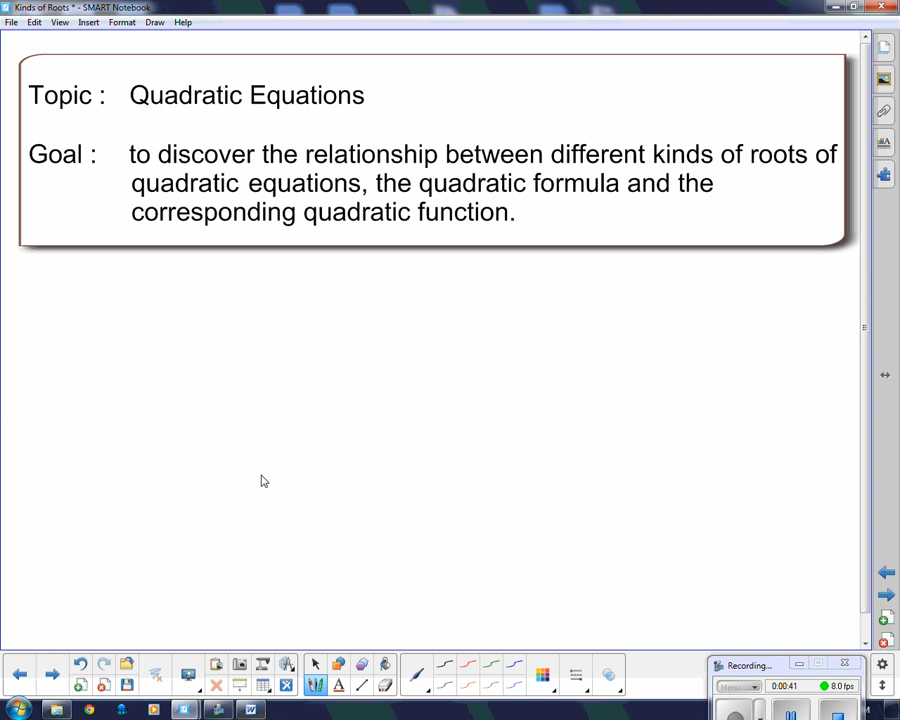 Kinds of Roots * - SMART Notebook
File Edit View Insert Format Draw Help
Topic : Quadratic Equations
Goal : to discover the relationship between different kinds of roots of
quadratic equations, the quadratic formula and the
corresponding quadratic function.
Recording...
Menu 0:00:41 8.0 fps